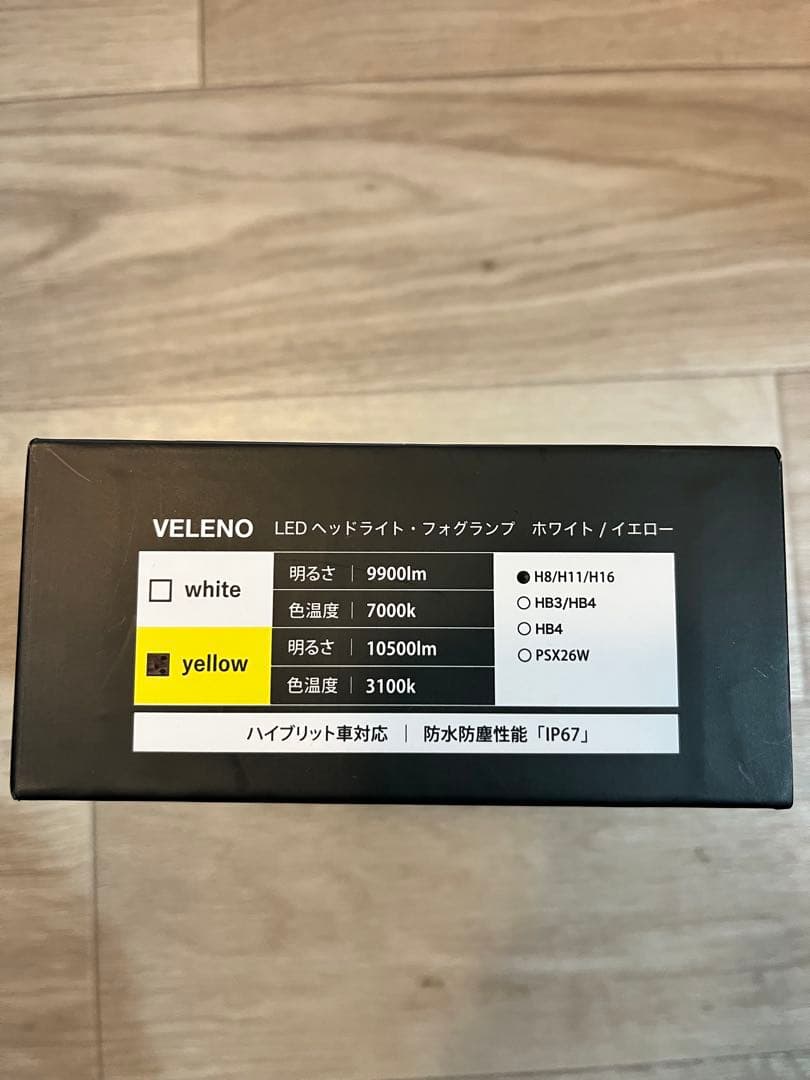 VELENO LED ヘッドライト・フォグランプ ホワイト / イエロー
white
明るさ | 9900lm
色温度 | 7000k
yellow
明るさ | 10500lm
色温度 | 3100k
H8/H11/H16
HB3/HB4
HB4
PSX26W
ハイブリット車対応 | 防水防塵性能「IP67」